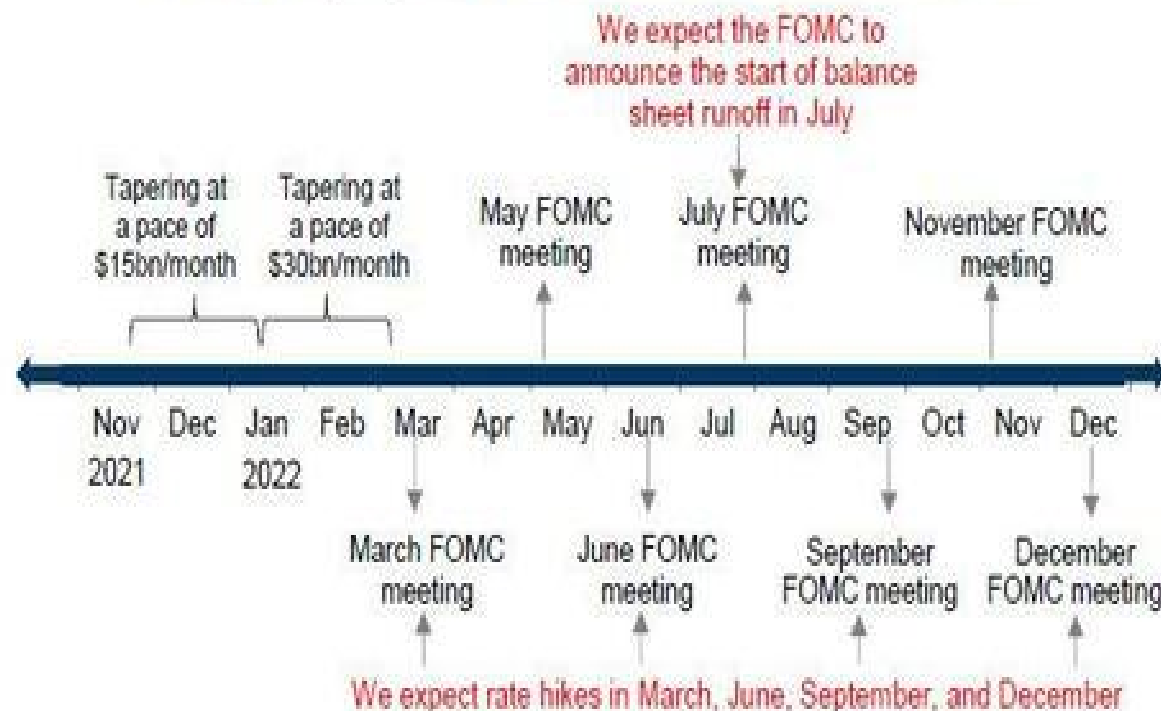 We expect the FOMC to
announce the start of balance
sheet runoff in July
Tapering at
a pace of
$15bn/month
Tapering at
a pace of
$30bn/month
May FOMC
meeting
July FOMC
meeting
November FOMC
meeting
Nov Dec Jan Feb Mar Apr May Jun Jul Aug Sep Oct Nov Dec
2021 2022
March FOMC
meeting
June FOMC
meeting
September
FOMC meeting
December
FOMC meeting
We expect rate hikes in March, June, September, and December